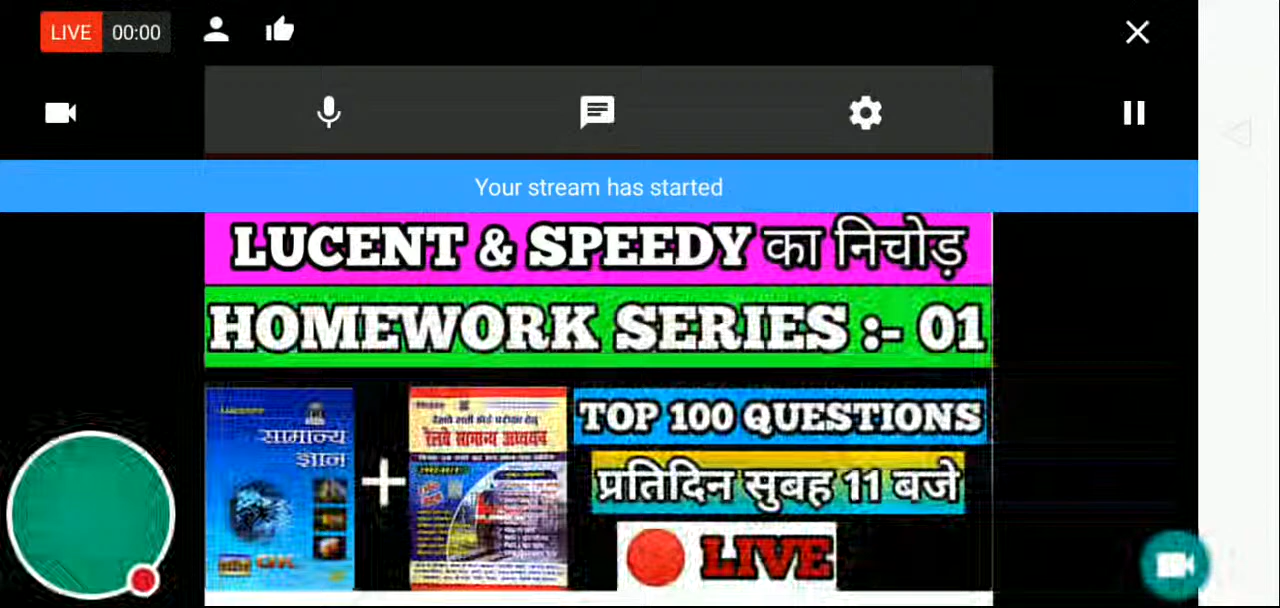 LIVE 00:00
Your stream has started
LUCENT & SPEEDY का निचोड़
HOMEWORK SERIES :- 01
सामान्य
ज्ञान
रेलवे सामान्य अध्ययन
TOP 100 QUESTIONS
प्रतिदिन सुबह 11 बजे
LIVE